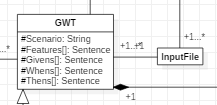 GWT
#Scenario: String
#Features[]: Sentence
#Givens[]: Sentence
#Whens[]: Sentence
#Thens[]: Sentence
..*
+1..*
+1...*
InputFile
+1